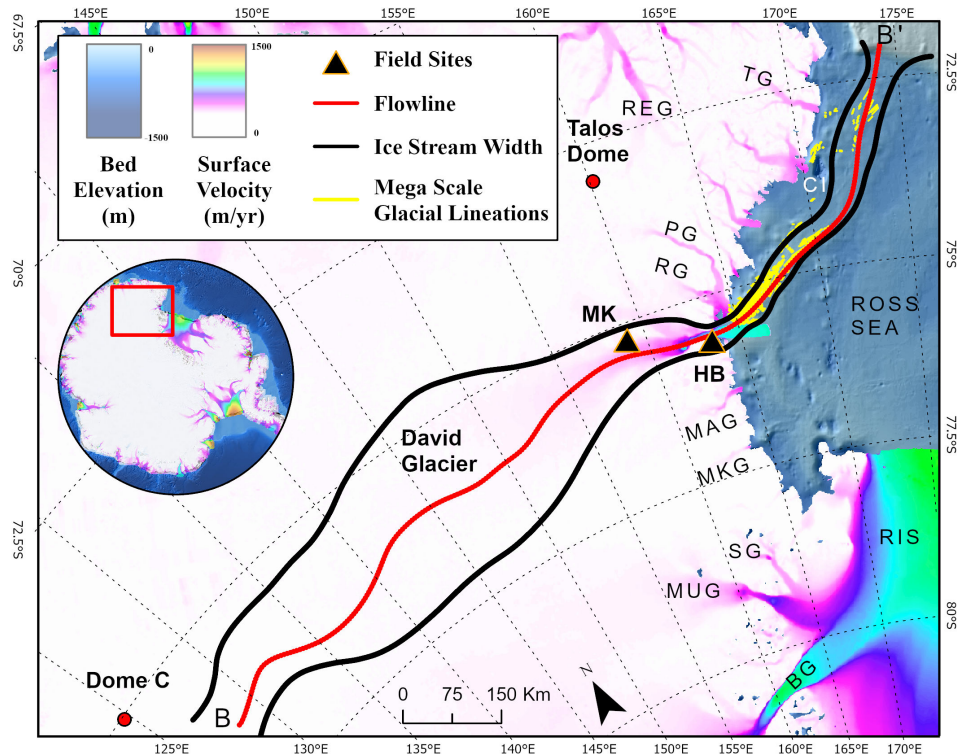 145°E
150°E
155°E
160°E
165°E
170°E
175°E
67.5°S
70°S
72.5°S
72.5°S
75°S
77.5°S
80°S
0
-1500
Bed
Elevation
(m)
1500
0
Surface
Velocity
(m/yr)
Field Sites
Flowline
Ice Stream Width
Mega Scale
Glacial Lineations
B'
TG
REG
Talos
Dome
CI
PG
RG
MK
HB
ROSS
SEA
MAG
MKG
David
Glacier
RIS
SG
MUG
BG
Dome C
B
0 75 150 Km
N
125°E
130°E
140°E
145°E
150°E
155°E
160°E
170°E